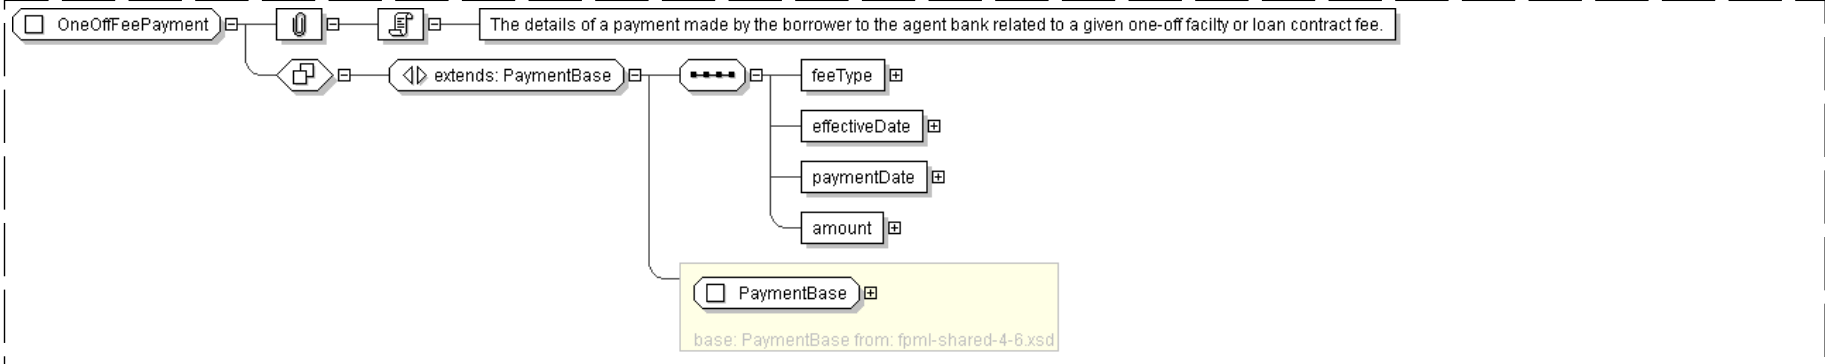 OneOffFeePayment
The details of a payment made by the borrower to the agent bank related to a given one-off facilty or loan contract fee.
extends: PaymentBase
feeType
effectiveDate
paymentDate
amount
PaymentBase
base: PaymentBase from: fpml-shared-4-6.xsd